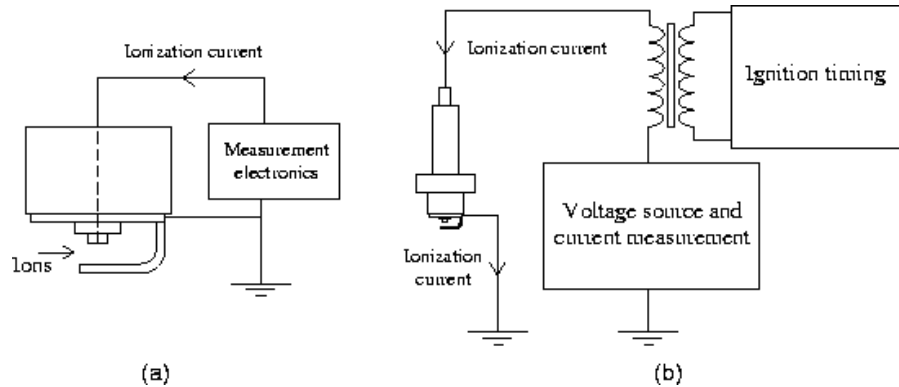 Ionization current
Measurement
electronics
Ions
(a)
Ionization current
Ignition timing
Voltage source and
current measurement
Ionization
current
(b)